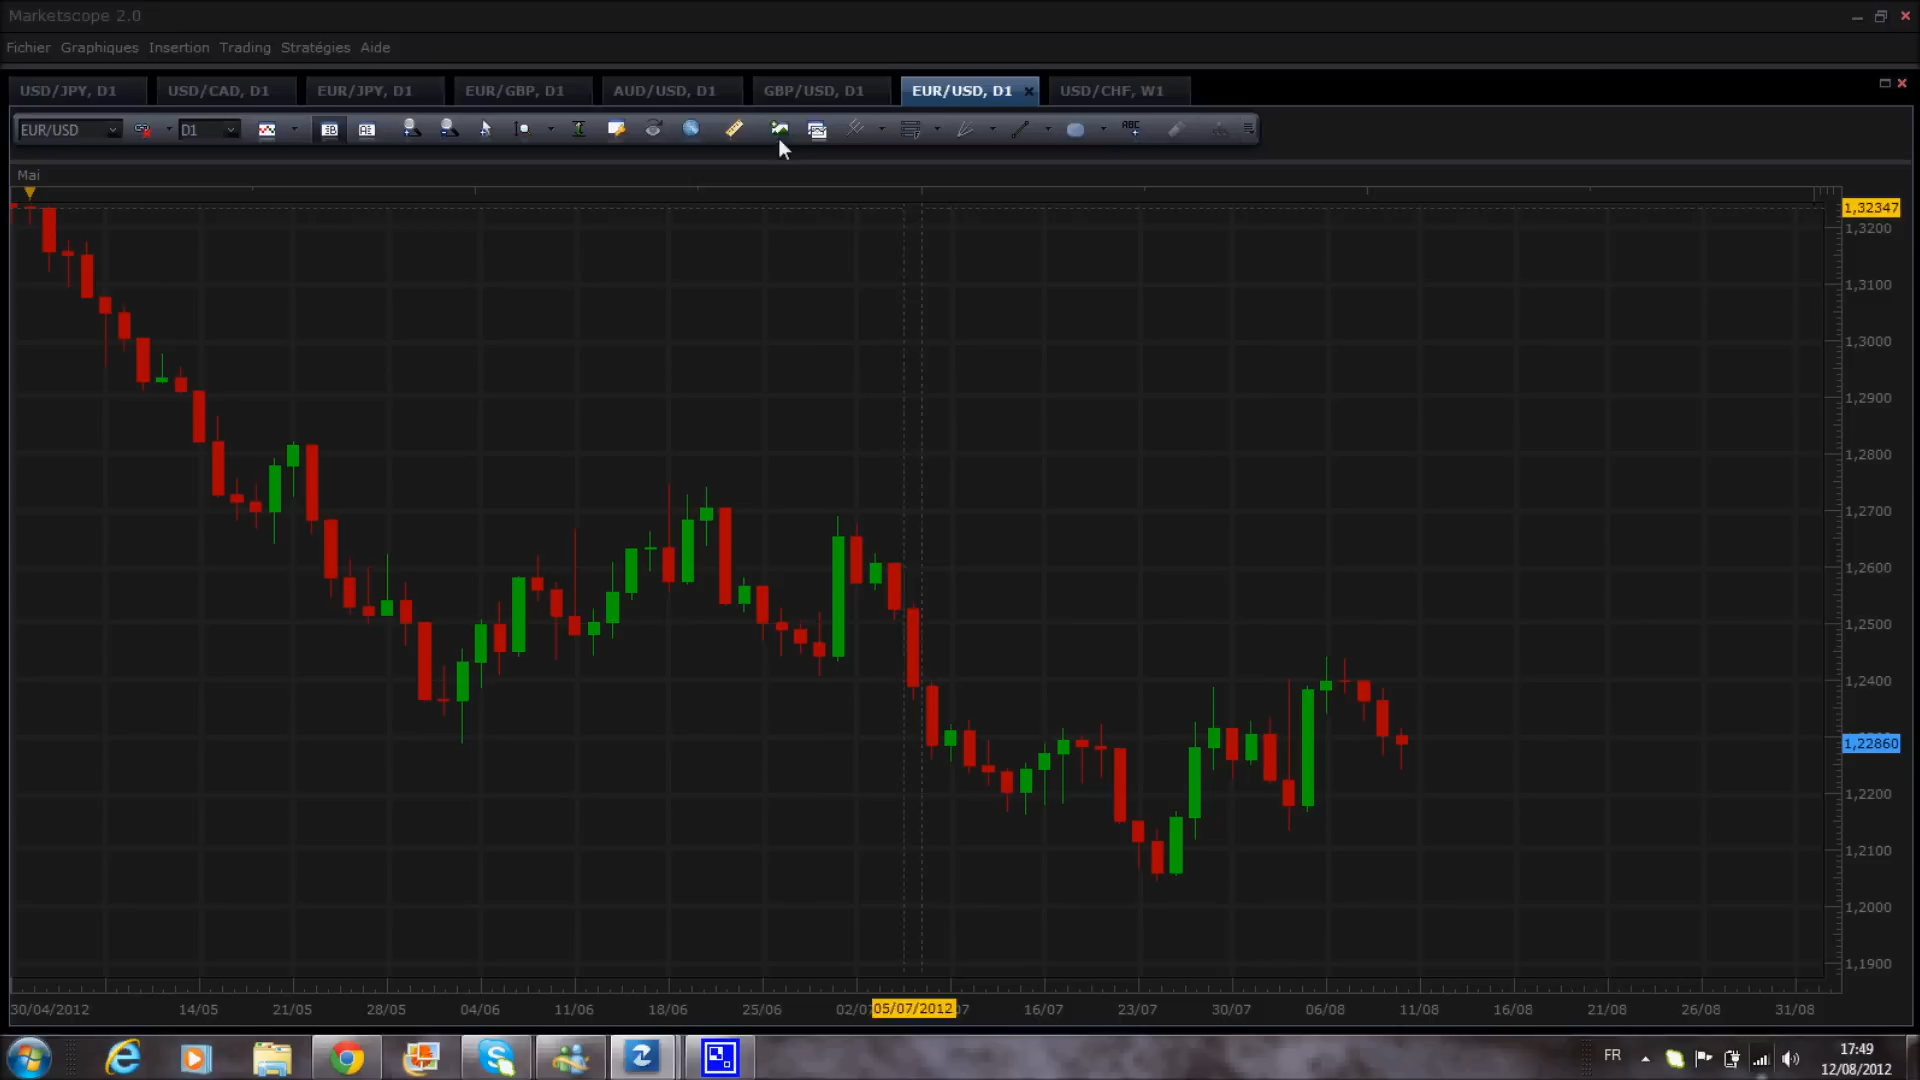 Marketscope 2.0
Fichier Graphiques Insertion Trading Stratégies Aide
USD/JPY, D1 USD/CAD, D1 EUR/JPY, D1 EUR/GBP, D1 AUD/USD, D1 GBP/USD, D1 EUR/USD, D1 USD/CHF, W1
EUR/USD D1 ABC
Mai
1,32347
1,3200
1,3100
1,3000
1,2900
1,2800
1,2700
1,2600
1,2500
1,2400
1,22860
1,2200
1,2100
1,2000
1,1900
30/04/2012 14/05 21/05 28/05 04/06 11/06 18/06 25/06 02/07 05/07/2012 16/07 23/07 30/07 06/08 11/08 16/08 21/08 26/08 31/08
FR 17:49
12/08/2012